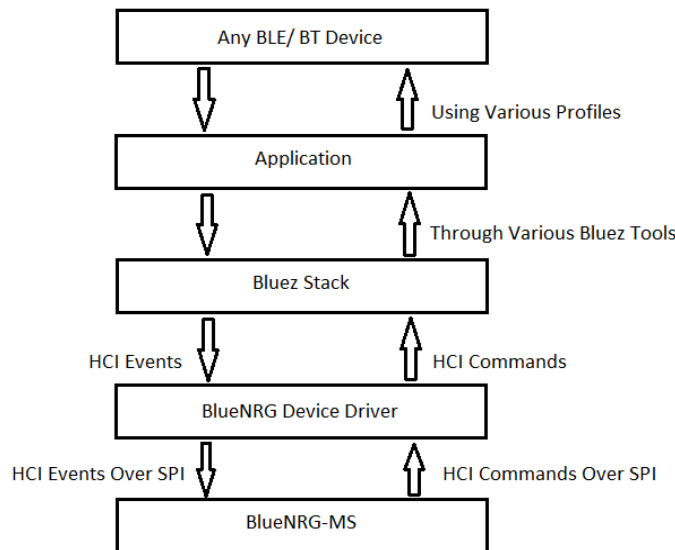 Any BLE/ BT Device
Using Various Profiles
Application
Through Various Bluez Tools
Bluez Stack
HCI Events
HCI Commands
BlueNRG Device Driver
HCI Events Over SPI
HCI Commands Over SPI
BlueNRG-MS